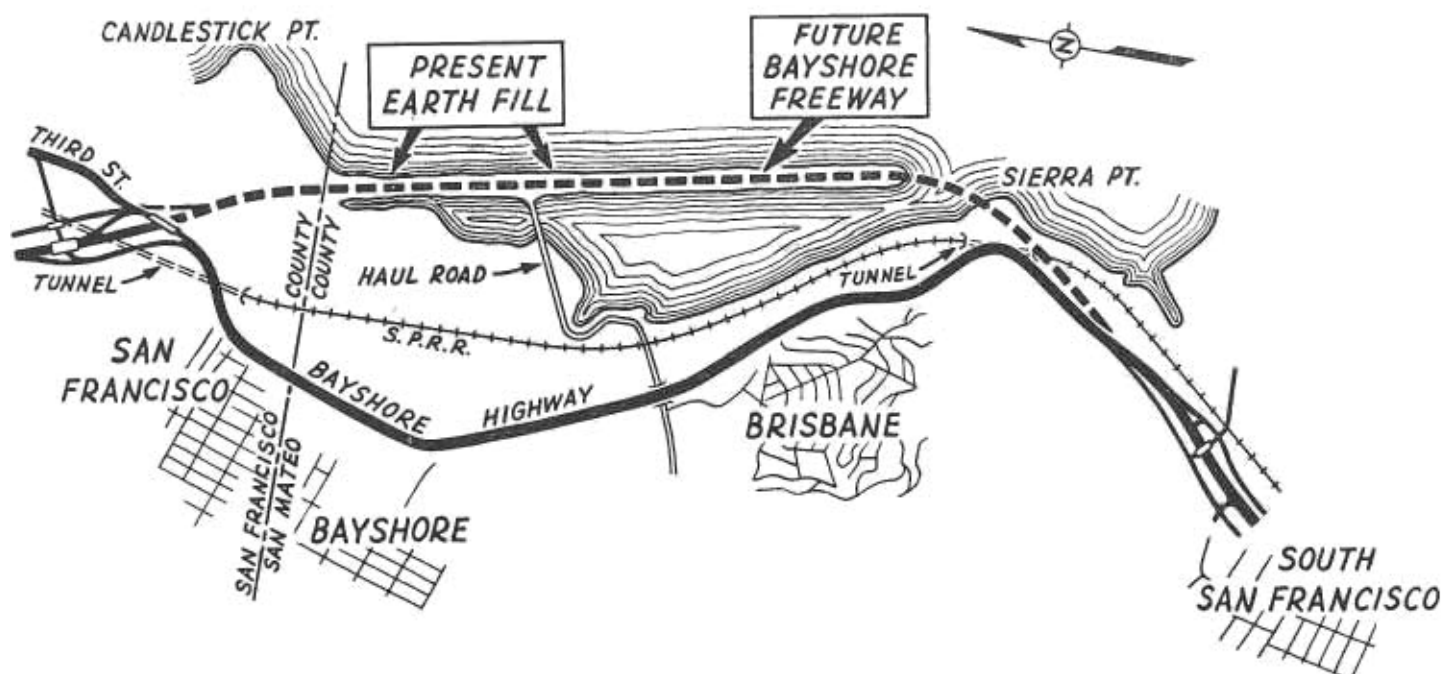 CANDLESTICK PT.
PRESENT
EARTH FILL
FUTURE
BAYSHORE
FREEWAY
N
THIRD ST.
SIERRA PT.
TUNNEL
COUNTY
COUNTY
HAUL ROAD
TUNNEL
S.P.R.R.
SAN
FRANCISCO
BAYSHORE HIGHWAY
BRISBANE
SAN FRANCISCO
SAN MATEO
BAYSHORE
SOUTH
SAN FRANCISCO